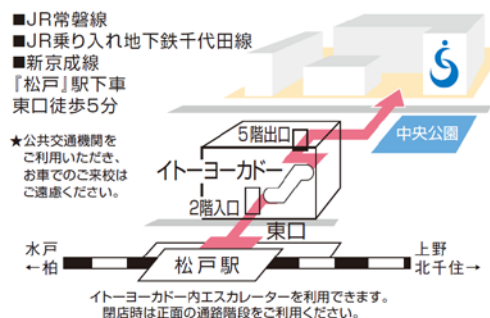 ■JR常磐線
■JR乗り入れ地下鉄千代田線
■新京成線
『松戸』駅下車
東口徒歩5分
★公共交通機関を
ご利用いただき、
お車でのご来校は
ご遠慮ください。
5階出口
中央公園
イトーヨーカドー
2階入口
東口
水戸
←柏
松戸駅
上野
北千住→
イトーヨーカドー内エスカレーターを利用できます。
閉店時は正面の通路階段をご利用ください。